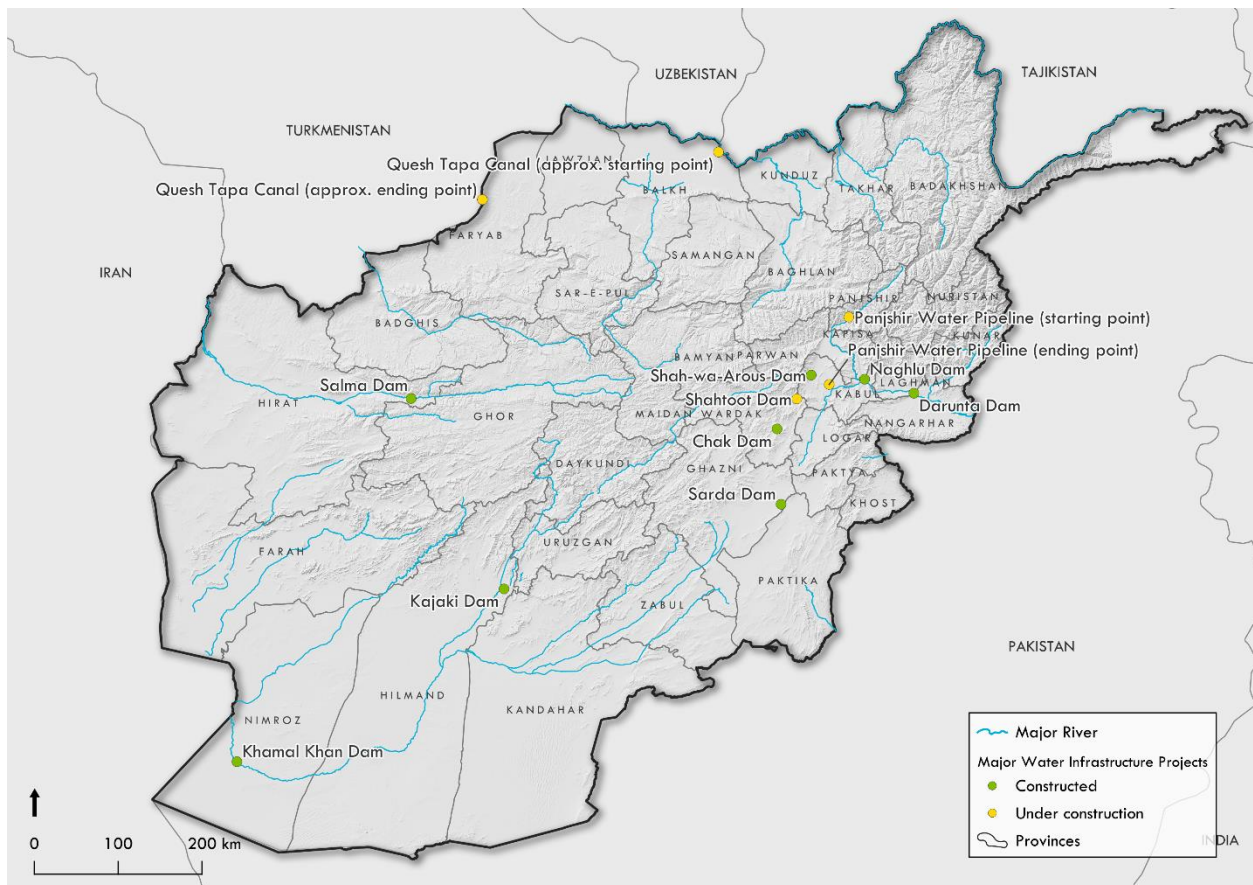 UZBEKISTAN
TAJIKISTAN
TURKMENISTAN
Quesh Tapa Canal (approx. starting point)
JAWZJAN
KUNDUZ
TAKHAR
BADAKHSHAN
BALKH
Quesh Tapa Canal (approx. ending point)
FARYAB
SAMANGAN
IRAN
BAGHLAN
SAR-E-PUL
PANJSHIR
NURISTAN
Panjshir Water Pipeline (starting point)
BADGHIS
KAPISA
KUNAR
BAMYAN
PARWAN
Panjshir Water Pipeline (ending point)
Naghlu Dam
Shah-wa-Arous Dam
Salma Dam
LAGHMAN
KABUL
HIRAT
Shahtoot Dam
Darunta Dam
GHOR
MAIDAN WARDAK
NANGARHAR
Chak Dam
LOGAR
DAYKUNDI
GHAZNI
PAKTYA
Sarda Dam
KHOST
URUZGAN
FARAH
PAKTIKA
Kajaki Dam
ZABUL
PAKISTAN
HILMAND
KANDAHAR
NIMROZ
Khamal Khan Dam
Major River
Major Water Infrastructure Projects
Constructed
Under construction
Provinces
INDIA
0 100 200 km